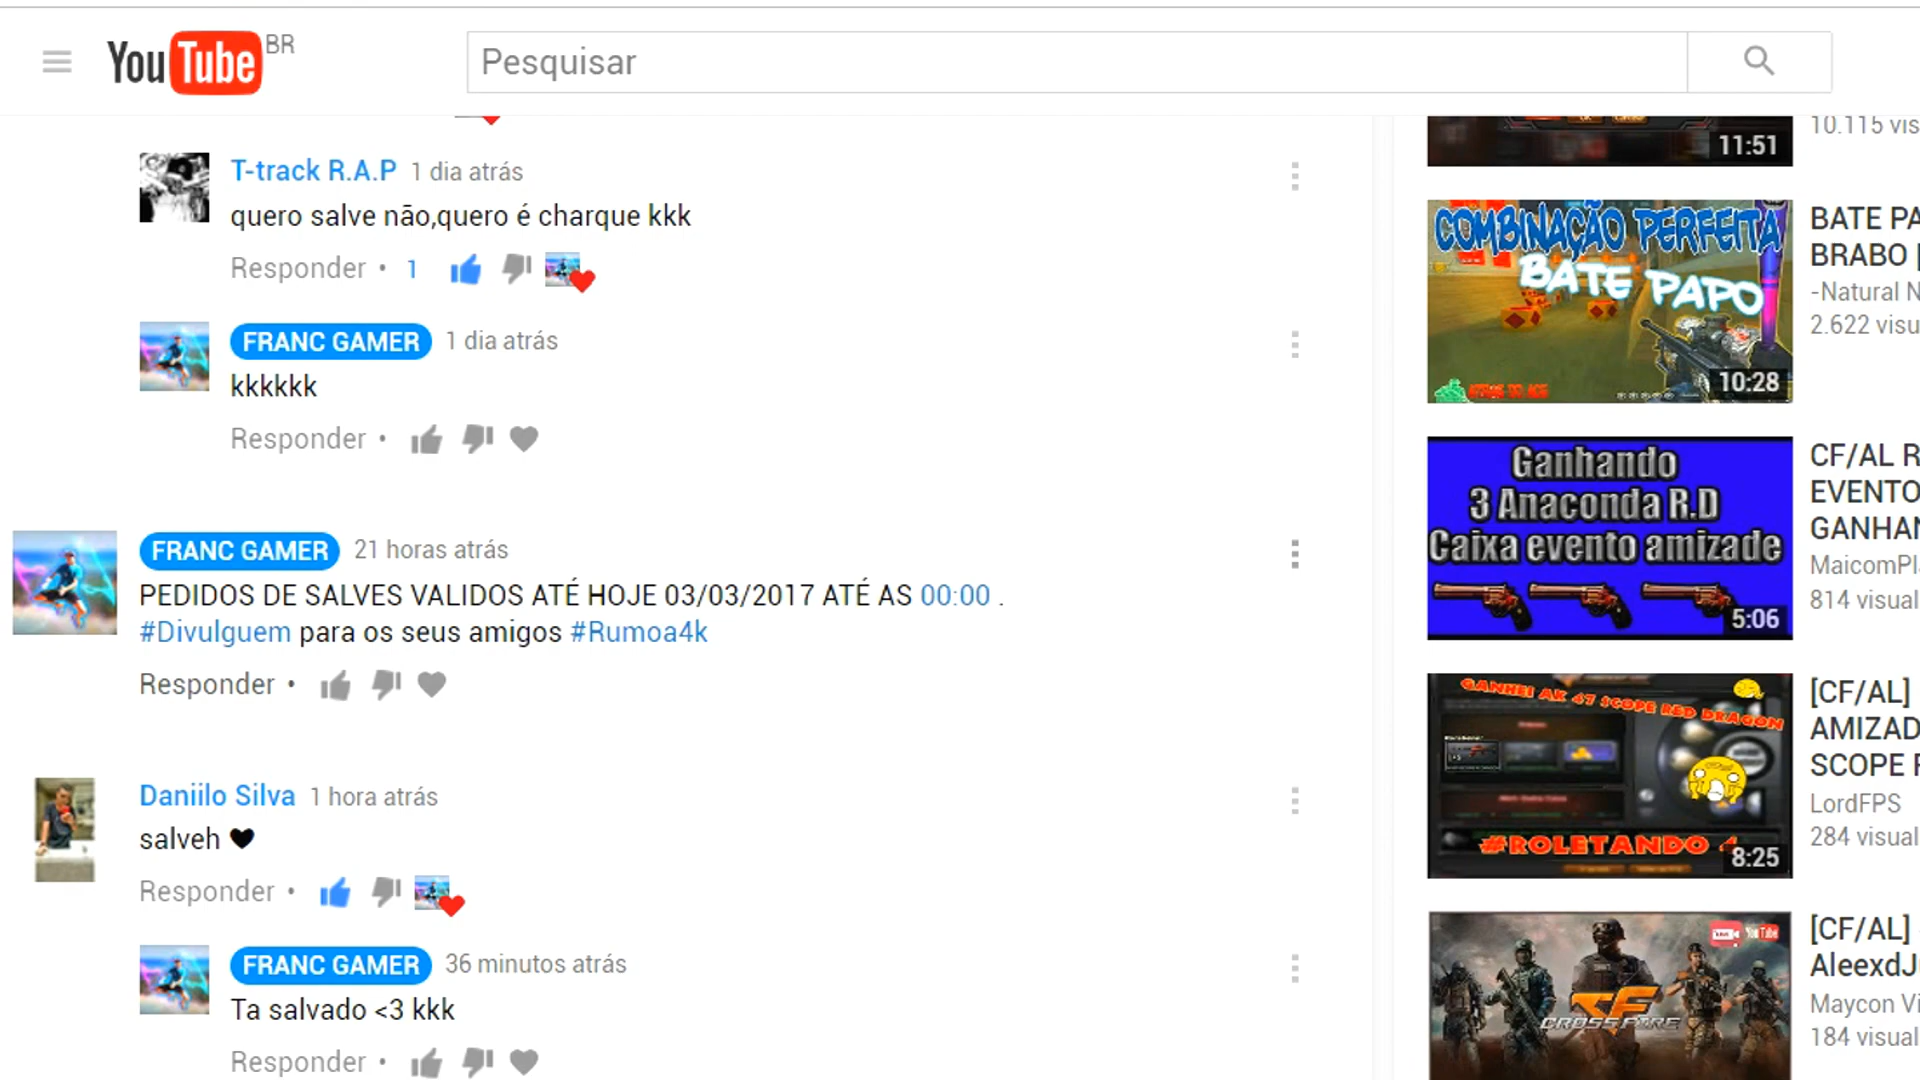 YouTube BR
Pesquisar
T-track R.A.P 1 dia atrás
quero salve não,quero é charque kkk
Responder • 1
FRANC GAMER 1 dia atrás
kkkkkk
Responder •
FRANC GAMER 21 horas atrás
PEDIDOS DE SALVES VALIDOS ATÉ HOJE 03/03/2017 ATÉ AS 00:00 .
#Divulguem para os seus amigos #Rumoa4k
Responder •
Daniilo Silva 1 hora atrás
salveh 🖤
Responder •
FRANC GAMER 36 minutos atrás
Ta salvado <3 kkk
Responder •
11:51
10.115 vis
COMBINAÇÃO PERFEITA
BATE PAPO
10:28
BATE PA
BRABO [
-Natural N
2.622 visu
Ganhando
3 Anaconda R.D
Caixa evento amizade
5:06
CF/AL R
EVENTO
GANHAN
MaicomPl
814 visual
GANHEI AK 47 SCOPE RED DRAGON
#ROLETANDO 4
8:25
[CF/AL]
AMIZAD
SCOPE
LordFPS
284 visual
YouTube
CF
CROSSFIRE
[CF/AL]
AleexdJ
Maycon Vi
184 visual